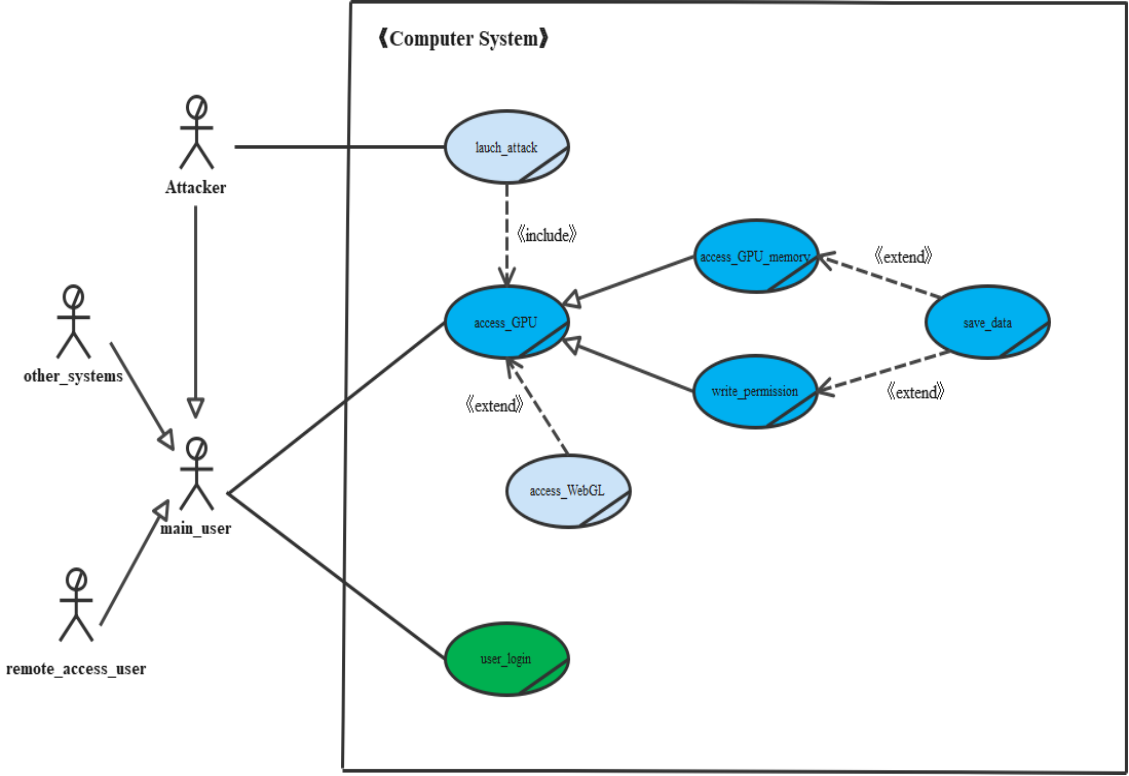 《Computer System》
lauch_attack
Attacker
《include》
access_GPU_memory
《extend》
access_GPU
save_data
other_systems
write_permission
《extend》
《extend》
access_WebGL
main_user
user_login
remote_access_user